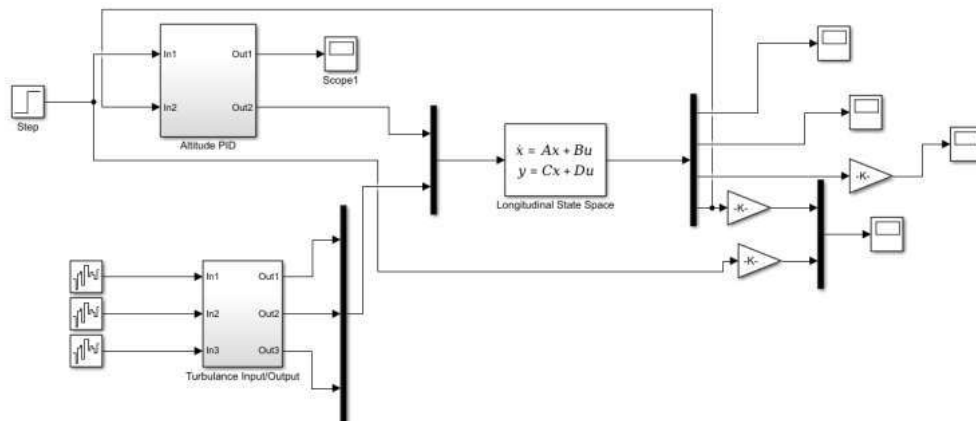 In1
Out1
In2
Out2
Altitude PID
Scope1
Step
ẋ = Ax + Bu
y = Cx + Du
Longitudinal State Space
-K-
-K-
-K-
In1
Out1
In2
Out2
In3
Out3
Turbulance Input/Output